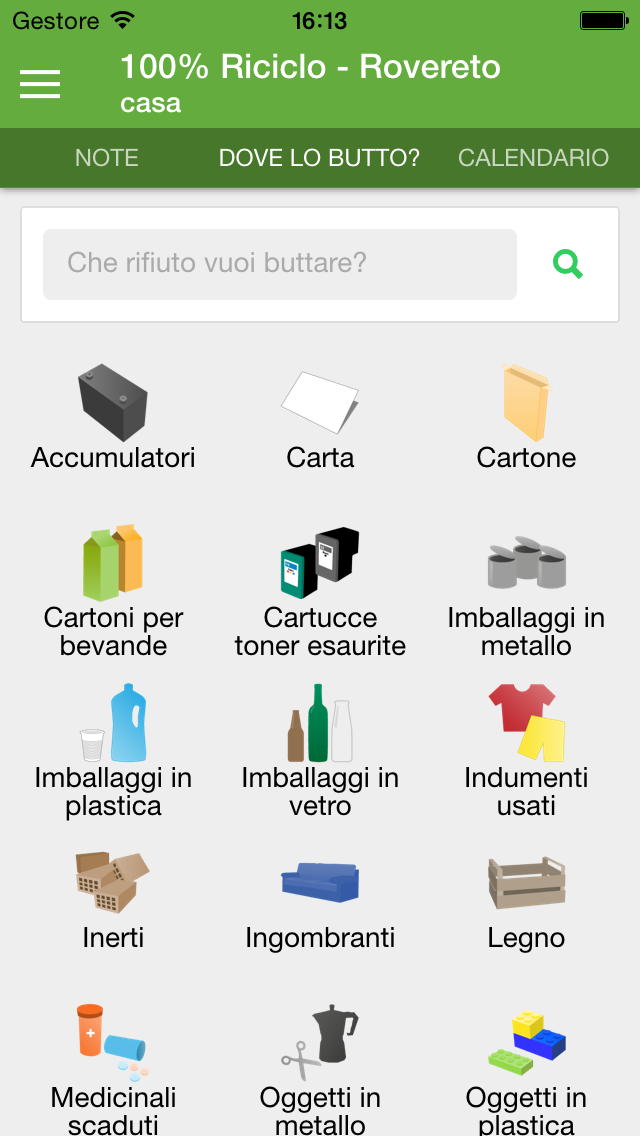 Gestore 16:13
100% Riciclo - Rovereto
casa
NOTE DOVE LO BUTTO? CALENDARIO
Che rifiuto vuoi buttare?
Accumulatori Carta Cartone
Cartoni per Cartucce Imballaggi in
bevande toner esaurite metallo
Imballaggi in Imballaggi in Indumenti
plastica vetro usati
Inerti Ingombranti Legno
Medicinali Oggetti in Oggetti in
scaduti metallo plastica